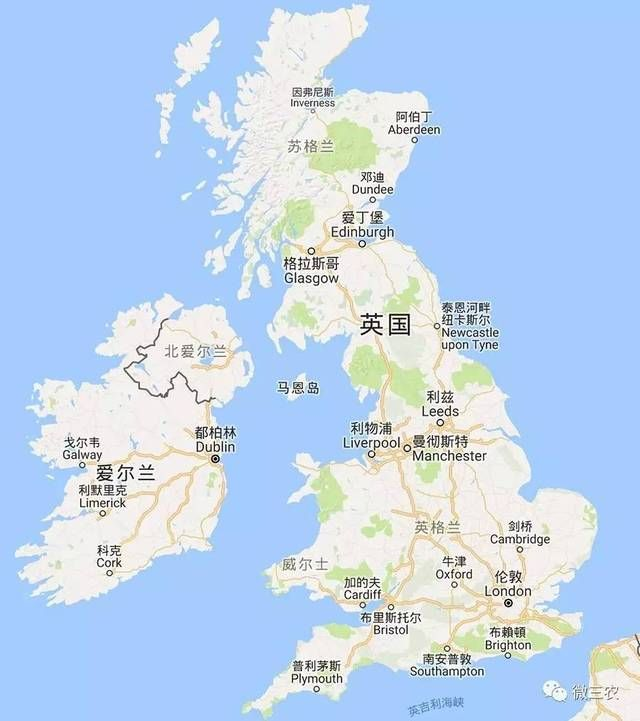 因弗尼斯
Inverness
阿伯丁
Aberdeen
苏格兰
邓迪
Dundee
爱丁堡
Edinburgh
格拉斯哥
Glasgow
泰恩河畔
纽卡斯尔
Newcastle
upon Tyne
英国
北爱尔兰
马恩岛
利兹
Leeds
都柏林
Dublin
利物浦
Liverpool
曼彻斯特
Manchester
戈尔韦
Galway
爱尔兰
利默里克
Limerick
英格兰
剑桥
Cambridge
科克
Cork
威尔士
牛津
Oxford
加的夫
Cardiff
伦敦
London
布里斯托尔
Bristol
布賴頓
Brighton
南安普敦
Southampton
普利茅斯
Plymouth
英吉利海峡
微三农